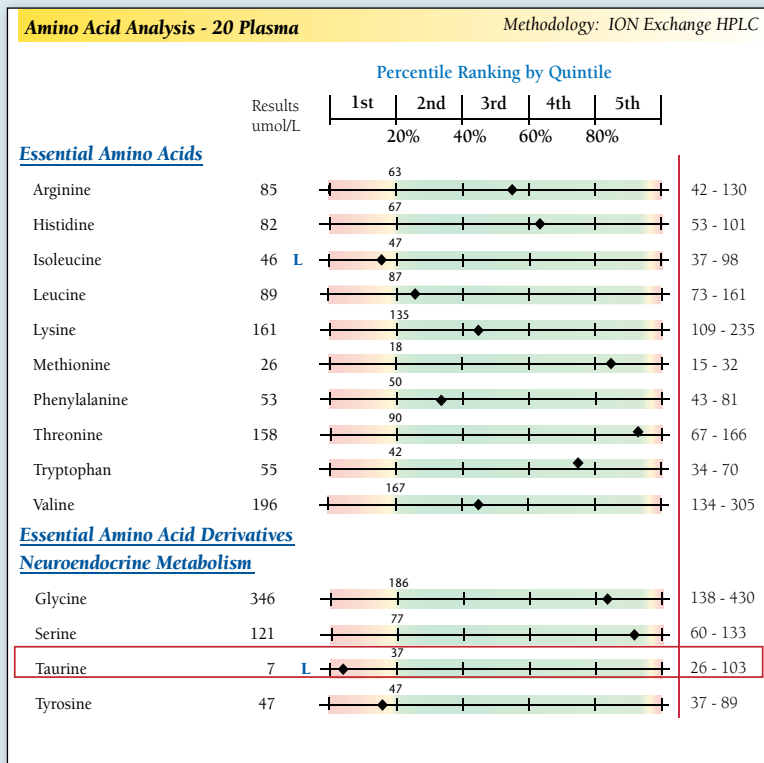 Amino Acid Analysis - 20 Plasma Methodology: ION Exchange HPLC
Percentile Ranking by Quintile
Results 1st 2nd 3rd 4th 5th
umol/L
20% 40% 60% 80%
Essential Amino Acids
63
Arginine 85 42 - 130
67
Histidine 82 53 - 101
47
Isoleucine 46 L 37 - 98
87
Leucine 89 73 - 161
135
Lysine 161 109 - 235
18
Methionine 26 15 - 32
50
Phenylalanine 53 43 - 81
90
Threonine 158 67 - 166
42
Tryptophan 55 34 - 70
167
Valine 196 134 - 305
Essential Amino Acid Derivatives
Neuroendocrine Metabolism
186
Glycine 346 138 - 430
77
Serine 121 60 - 133
37
Taurine 7 L 26 - 103
47
Tyrosine 47 37 - 89